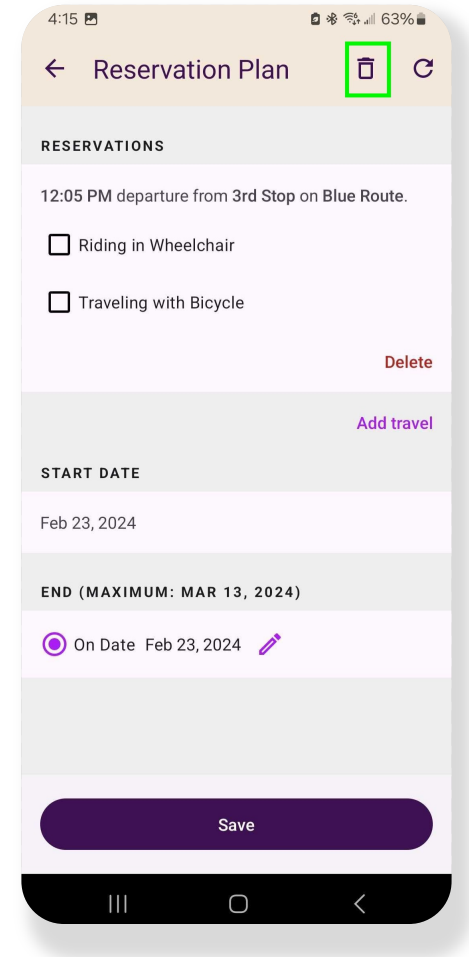 4:15 63%
Reservation Plan
RESERVATIONS
12:05 PM departure from 3rd Stop on Blue Route.
Riding in Wheelchair
Traveling with Bicycle
Delete
Add travel
START DATE
Feb 23, 2024
END (MAXIMUM: MAR 13, 2024)
On Date Feb 23, 2024
Save